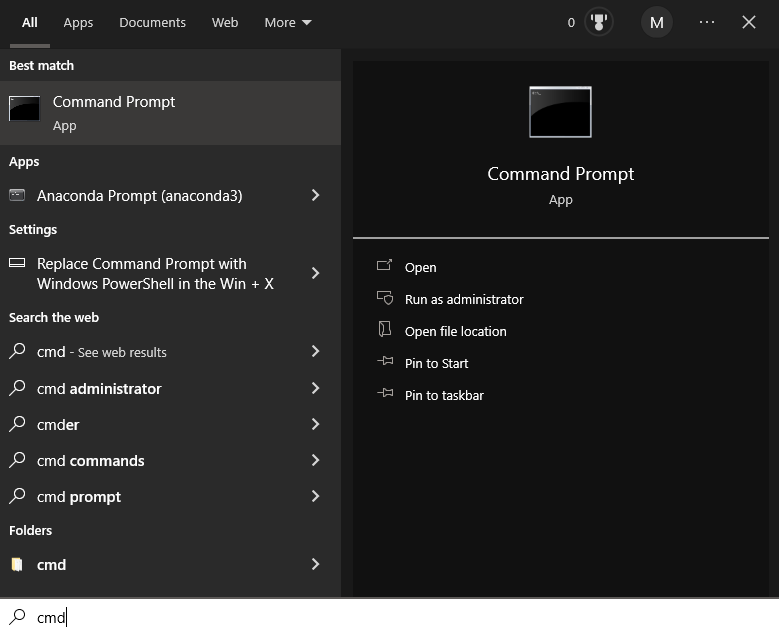 All Apps Documents Web More 0 M ···
Best match
Command Prompt
App
Apps
Anaconda Prompt (anaconda3)
Settings
Replace Command Prompt with
Windows PowerShell in the Win + X
Search the web
cmd - See web results
cmd administrator
cmder
cmd commands
cmd prompt
Folders
cmd
Command Prompt
App
Open
Run as administrator
Open file location
Pin to Start
Pin to taskbar
cmd